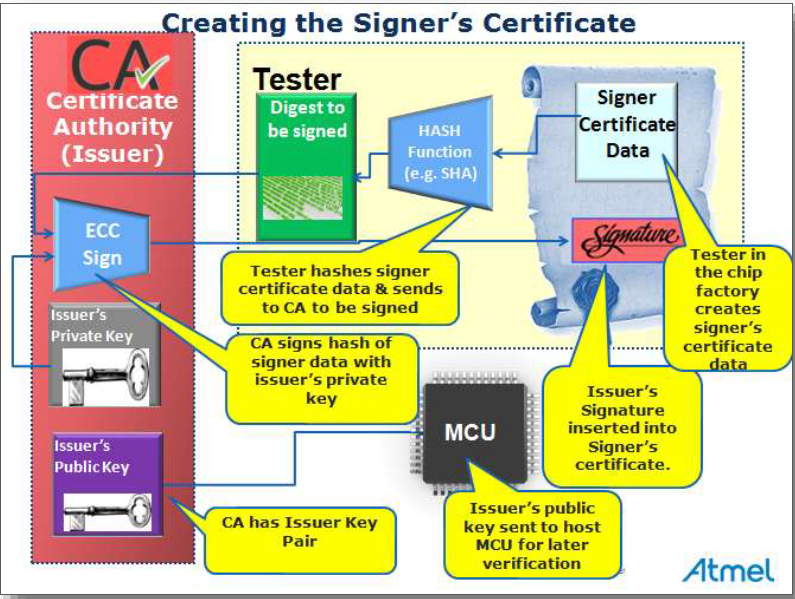 Creating the Signer's Certificate
CA
Certificate
Authority
(Issuer)
Tester
Digest to
be signed
HASH
Function
(e.g. SHA)
Signer
Certificate
Data
ECC
Sign
Signature
Tester hashes signer
certificate data & sends
to CA to be signed
Tester in
the chip
factory
creates
signer's
certificate
data
Issuer's
Private Key
CA signs hash of
signer data with
issuer's private
key
Issuer's
Signature
inserted into
Signer's
certificate.
MCU
Issuer's
Public Key
CA has Issuer Key
Pair
Issuer's public
key sent to host
MCU for later
verification
Atmel